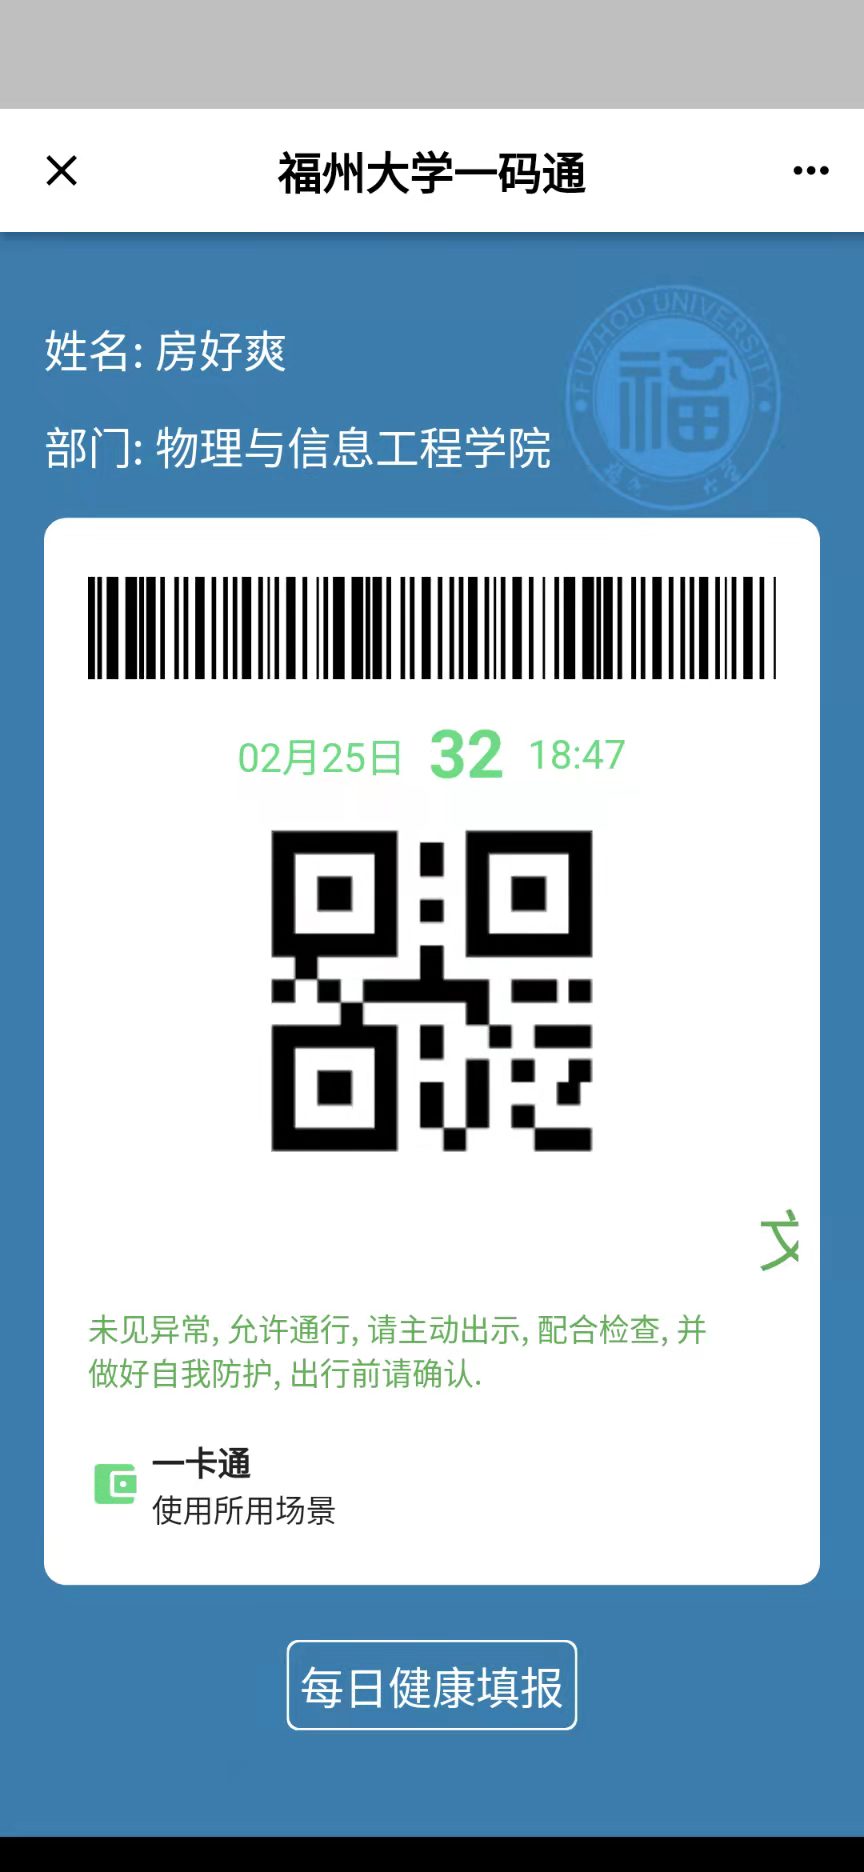 福州大学一码通
姓名: 房好爽
FUZHOU UNIVERSITY
福
部门: 物理与信息工程学院
02月25日 32 18:47
未见异常, 允许通行, 请主动出示, 配合检查, 并
做好自我防护, 出行前请确认.
一卡通
使用所用场景
每日健康填报